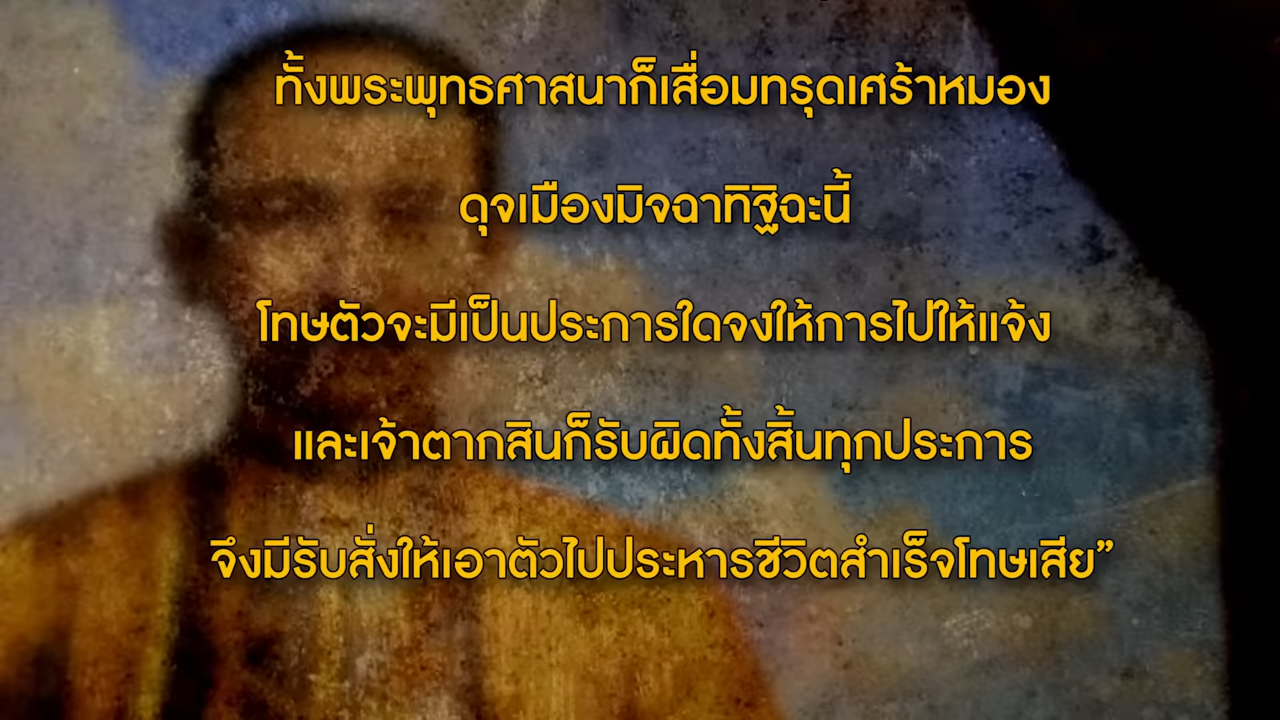 ทั้งพระพุทธศาสนาก็เสื่อมทรุดเศร้าหมอง
ดุจเมืองมิจฉาทิฐิฉะนี้
โทษตัวจะมีเป็นประการใดจงให้การไปให้แจ้ง
และเจ้าตากสินก็รับผิดทั้งสิ้นทุกประการ
จึงมีรับสั่งให้เอาตัวไปประหารชีวิตสำเร็จโทษเสีย”